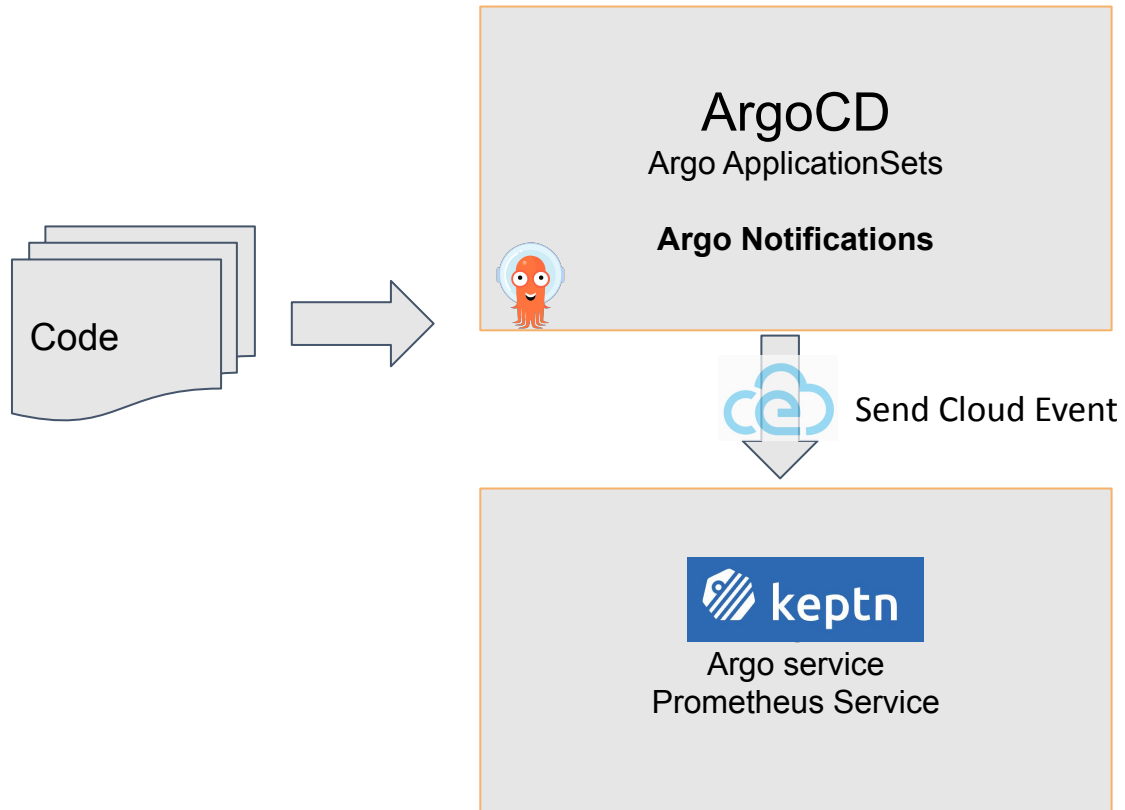 ArgoCD
Argo ApplicationSets
Argo Notifications
Code
Send Cloud Event
keptn
Argo service
Prometheus Service